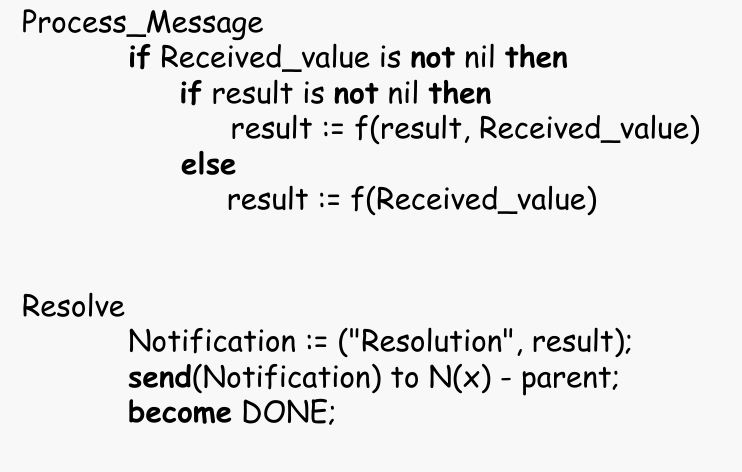 Process_Message
if Received_value is not nil then
if result is not nil then
result := f(result, Received_value)
else
result := f(Received_value)
Resolve
Notification := ("Resolution", result);
send(Notification) to N(x) - parent;
become DONE;